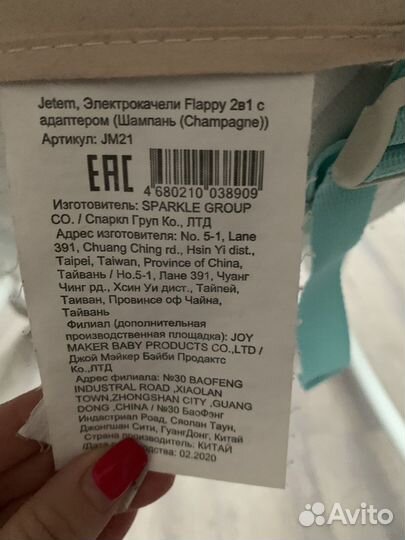 Jetem, Электрокачели Flappy 2в1 с
адаптером (Шампань (Champagne))
Артикул: JM21
EAC
4 680210 038909
Изготовитель: SPARKLE GROUP
CO. / Спаркл Груп Ко., ЛТД
Адрес изготовителя: No. 5-1, Lane
391, Chuang Ching rd., Hsin Yi dist.,
Taipei, Taiwan, Province of China,
Тайвань / Но.5-1, Лане 391, Чуанг
Чинг рд., Хсин Уи дист., Тайпей,
Таиван, Провинсе оф Чайна,
Тайвань
Филиал (дополнительная
производственная площадка): JOY
MAKER BABY PRODUCTS CO.,LTD /
Джой Мэйкер Бэйби Продактс
Ко.,ЛТД
Адрес филиала: №30 BAOFENG
INDUSTRAL ROAD ,XIAOLAN
TOWN,ZHONGSHAN CITY ,GUANG
DONG ,CHINA / №30 БаоФэнг
Индастриал Роад, Сяолан Таун,
Джонгшан Сити, ГуангДонг, Китай
Страна производитель: КИТАЙ
Дата производства: 02.2020
Avito